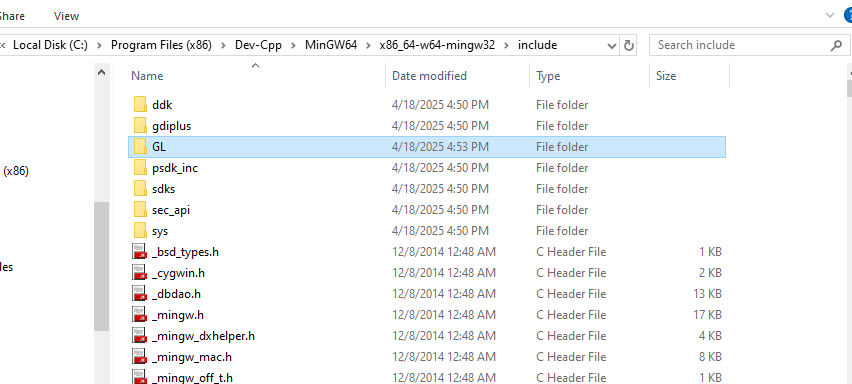 Share View
Local Disk (C:) Program Files (x86) Dev-Cpp MinGW64 x86_64-w64-mingw32 include Search include
Name Date modified Type Size
ddk 4/18/2025 4:50 PM File folder
gdiplus 4/18/2025 4:50 PM File folder
GL 4/18/2025 4:53 PM File folder
psdk_inc 4/18/2025 4:50 PM File folder
(x86)
sdks 4/18/2025 4:50 PM File folder
sec_api 4/18/2025 4:50 PM File folder
sys 4/18/2025 4:50 PM File folder
_bsd_types.h 12/8/2014 12:48 AM C Header File 1 KB
_cygwin.h 12/8/2014 12:48 AM C Header File 2 KB
_dbdao.h 12/8/2014 12:48 AM C Header File 13 KB
_mingw.h 12/8/2014 12:48 AM C Header File 17 KB
_mingw_dxhelper.h 12/8/2014 12:48 AM C Header File 4 KB
_mingw_mac.h 12/8/2014 12:48 AM C Header File 8 KB
_mingw_off_t.h 12/8/2014 12:48 AM C Header File 1 KB